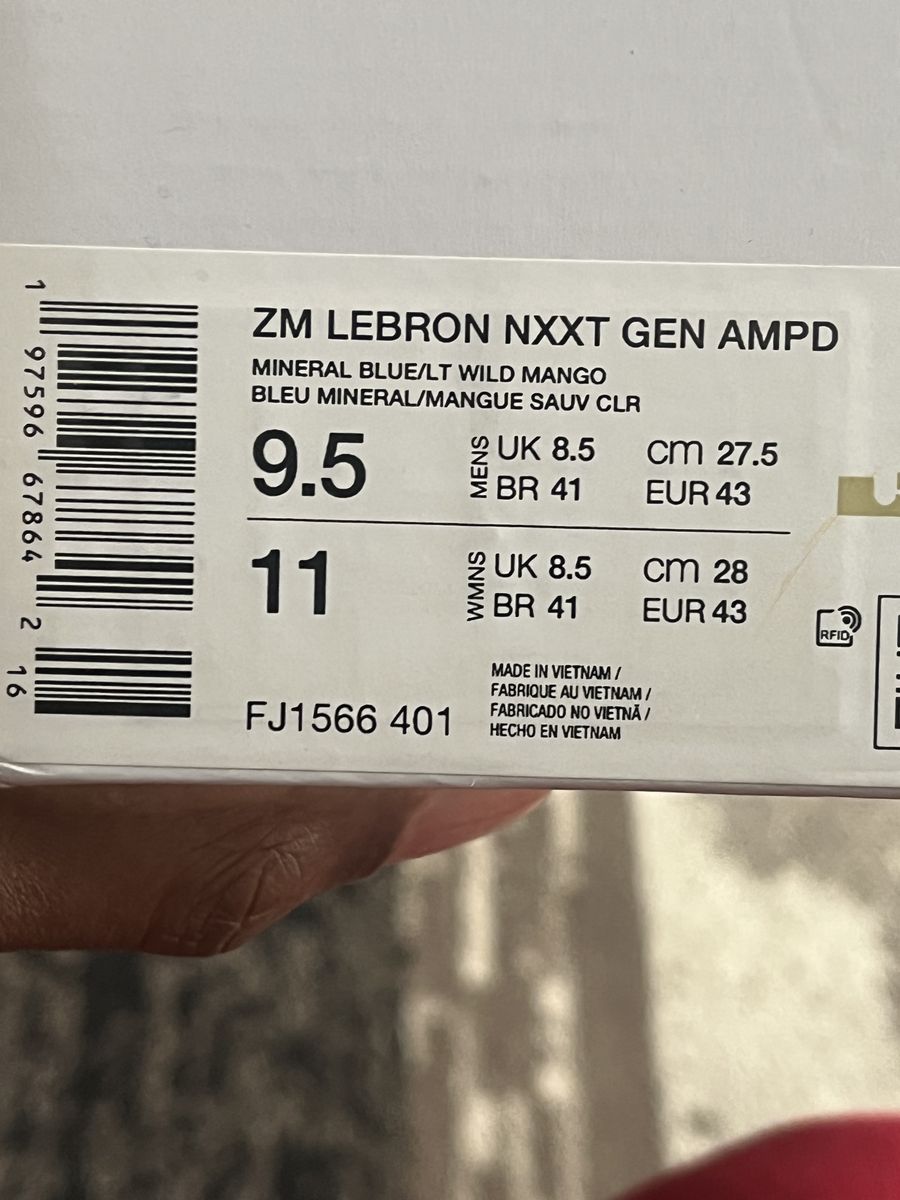 ZM LEBRON NXXT GEN AMPD
MINERAL BLUE/LT WILD MANGO
BLEU MINERAL/MANGUE SAUV CLR
9.5
MENS
UK 8.5
cm 27.5
BR 41
EUR 43
11
WMNS
UK 8.5
cm 28
BR 41
EUR 43
FJ1566 401
MADE IN VIETNAM /
FABRIQUE AU VIETNAM /
FABRICADO NO VIETNÃ /
HECHO EN VIETNAM
RFID
1 97596 67864 2 16